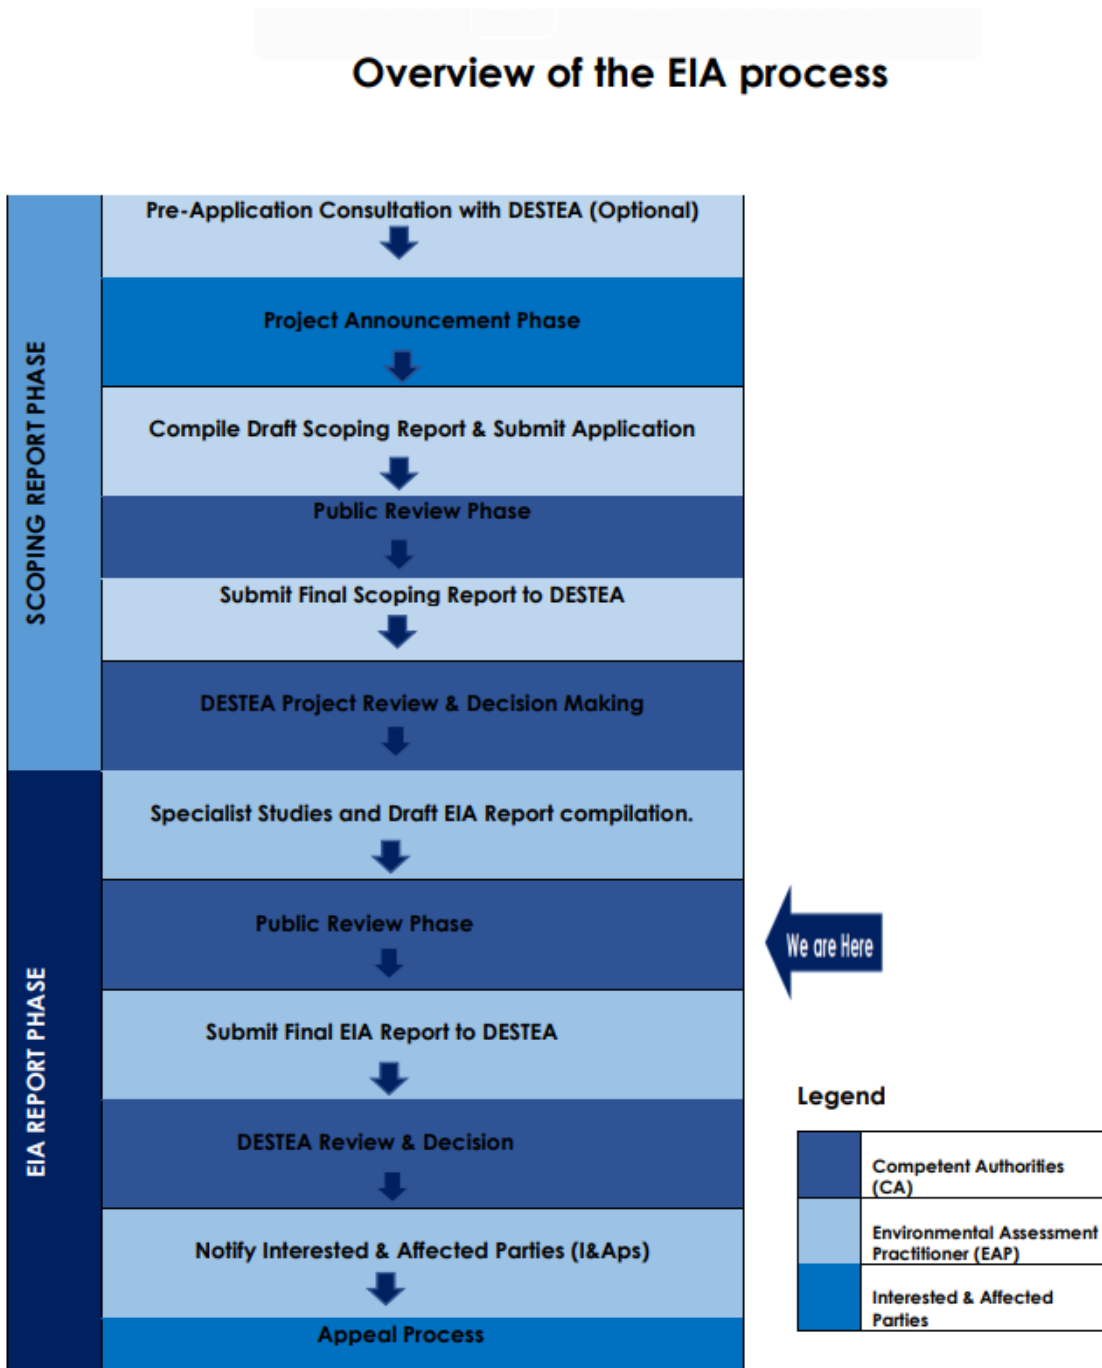 Overview of the EIA process
SCOPING REPORT PHASE
Pre-Application Consultation with DESTEA (Optional)
Project Announcement Phase
Compile Draft Scoping Report & Submit Application
Public Review Phase
Submit Final Scoping Report to DESTEA
DESTEA Project Review & Decision Making
EIA REPORT PHASE
Specialist Studies and Draft EIA Report compilation.
Public Review Phase
We are Here
Submit Final EIA Report to DESTEA
DESTEA Review & Decision
Notify Interested & Affected Parties (I&Aps)
Appeal Process
Legend
Competent Authorities
(CA)
Environmental Assessment
Practitioner (EAP)
Interested & Affected
Parties